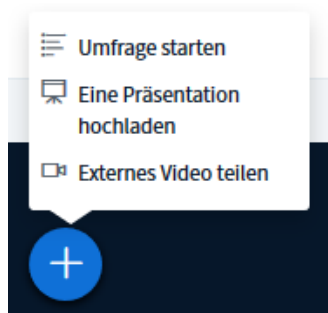 Umfrage starten
Eine Präsentation
hochladen
Externes Video teilen